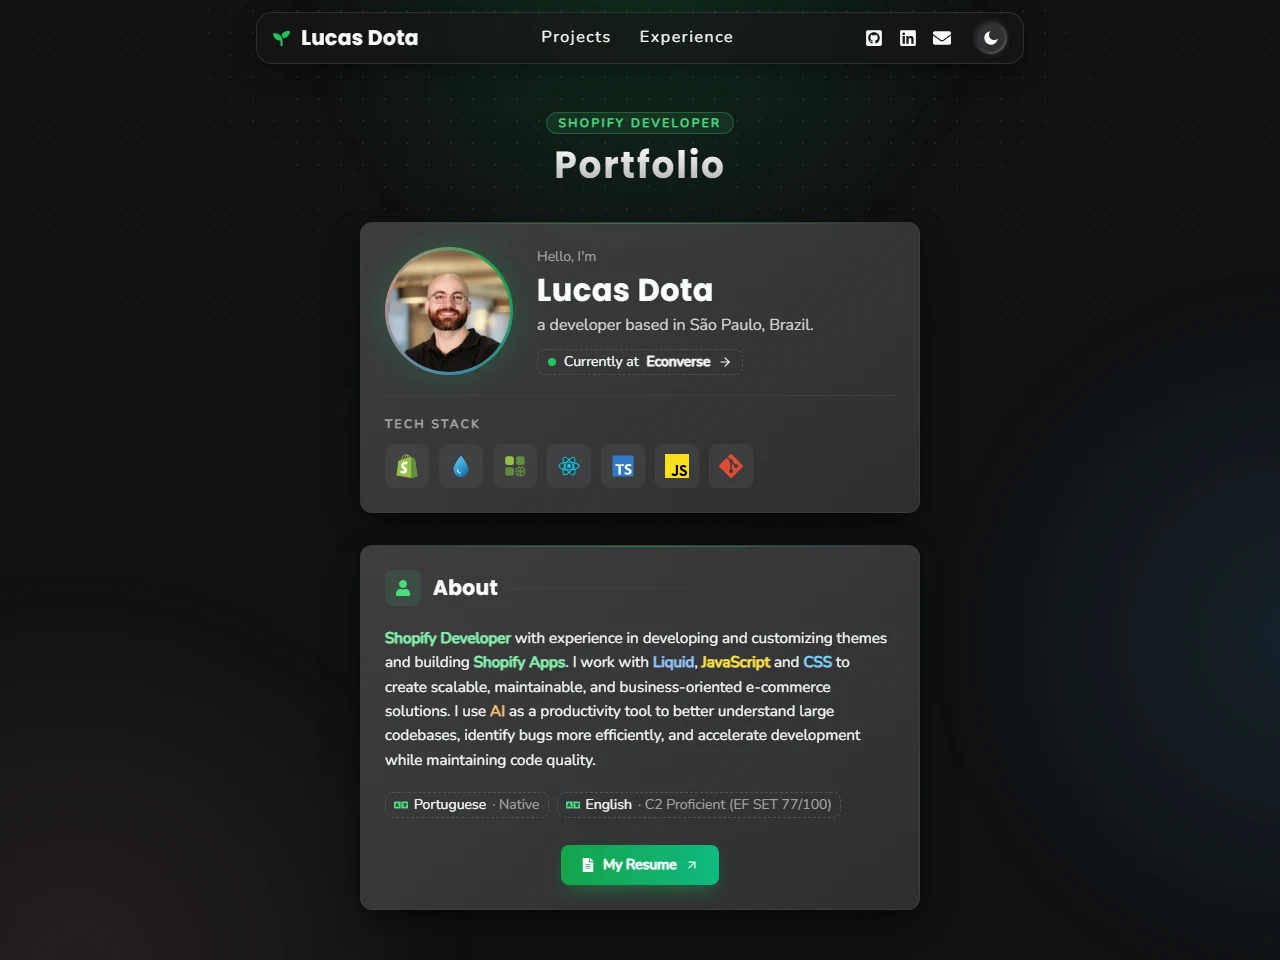 Lucas Dota
Projects Experience
SHOPIFY DEVELOPER
Portfolio
Hello, I'm
Lucas Dota
a developer based in São Paulo, Brazil.
Currently at Econverse →
TECH STACK
S TS JS
About
Shopify Developer with experience in developing and customizing themes
and building Shopify Apps. I work with Liquid, JavaScript and CSS to
create scalable, maintainable, and business-oriented e-commerce
solutions. I use AI as a productivity tool to better understand large
codebases, identify bugs more efficiently, and accelerate development
while maintaining code quality.
Portuguese · Native English · C2 Proficient (EF SET 77/100)
My Resume